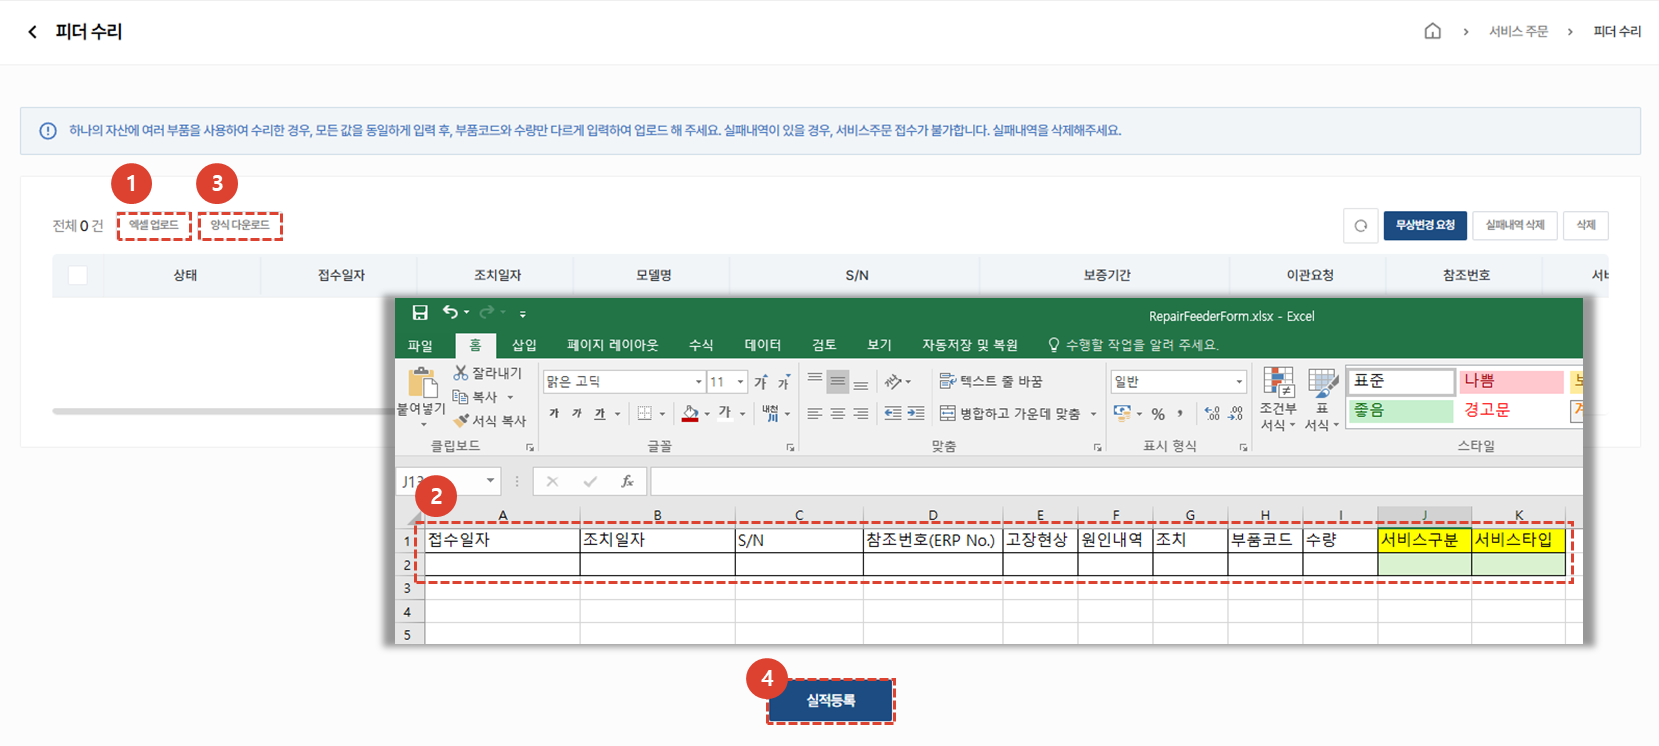 피더 수리
서비스 주문
피더 수리
하나의 자산에 여러 부품을 사용하여 수리한 경우, 모든 값을 동일하게 입력 후, 부품코드와 수량만 다르게 입력하여 업로드 해 주세요. 실패내역이 있을 경우, 서비스주문 접수가 불가합니다. 실패내역을 삭제해주세요.
1
3
전체 0 건
엑셀 업로드
양식 다운로드
무상변경 요청
실패내역 삭제
삭제
상태
접수일자
조치일자
모델명
S/N
보증기간
이관요청
참조번호
RepairFeederForm.xlsx - Excel
파일
홈
삽입
페이지 레이아웃
수식
데이터
검토
보기
자동저장 및 복원
수행할 작업을 알려 주세요.
붙여넣기
잘라내기
복사
서식 복사
클립보드
맑은 고딕
11
가
가
가
가
가
가
내천
글꼴
텍스트 줄 바꿈
병합하고 가운데 맞춤
맞춤
일반
%
표시 형식
조건부
서식
표
서식
표준
나쁨
좋음
경고문
스타일
2
fx
A B C D E F G H I J K
1 접수일자 조치일자 S/N 참조번호(ERP No.) 고장현상 원인내역 조치 부품코드 수량 서비스구분 서비스타입
2
3
4
5
4
실적등록